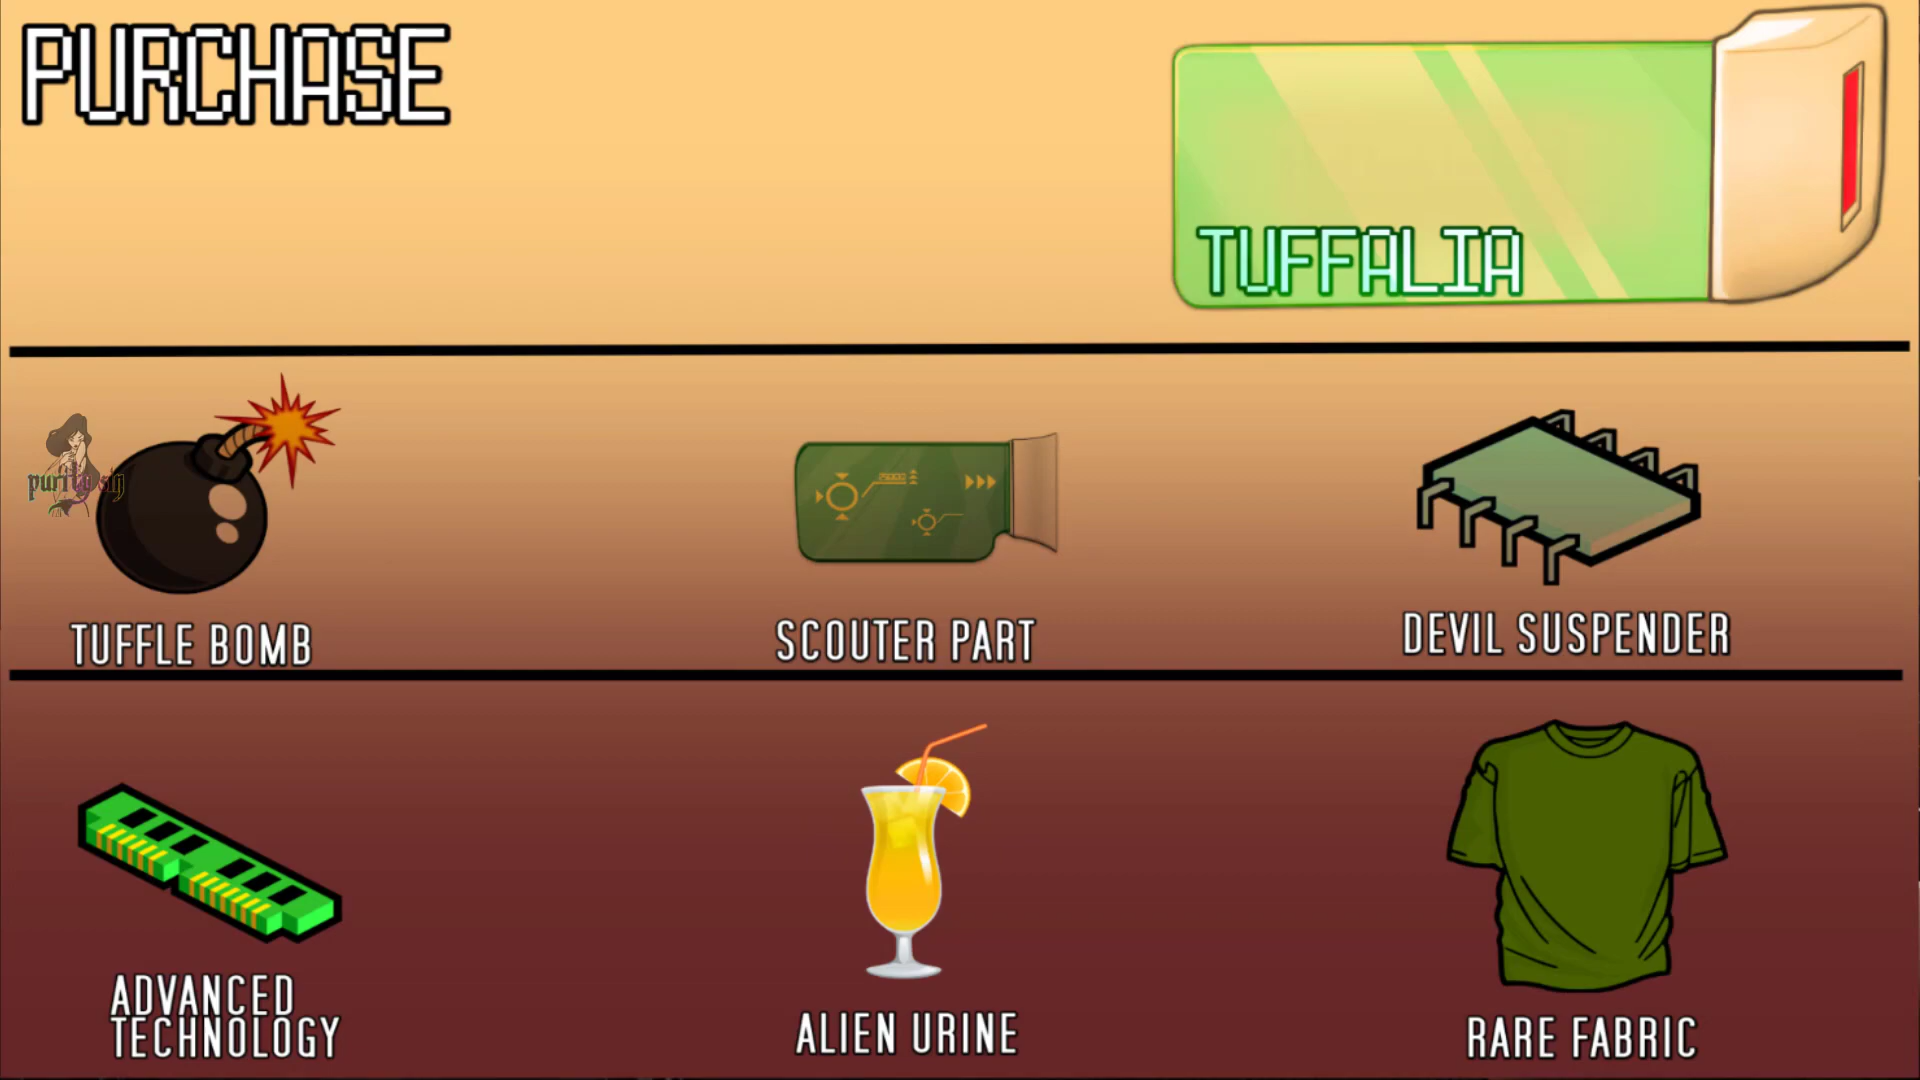 PURCHASE
TUFFALIA
TUFFLE BOMB
SCOUTER PART
DEVIL SUSPENDER
ADVANCED
TECHNOLOGY
ALIEN URINE
RARE FABRIC